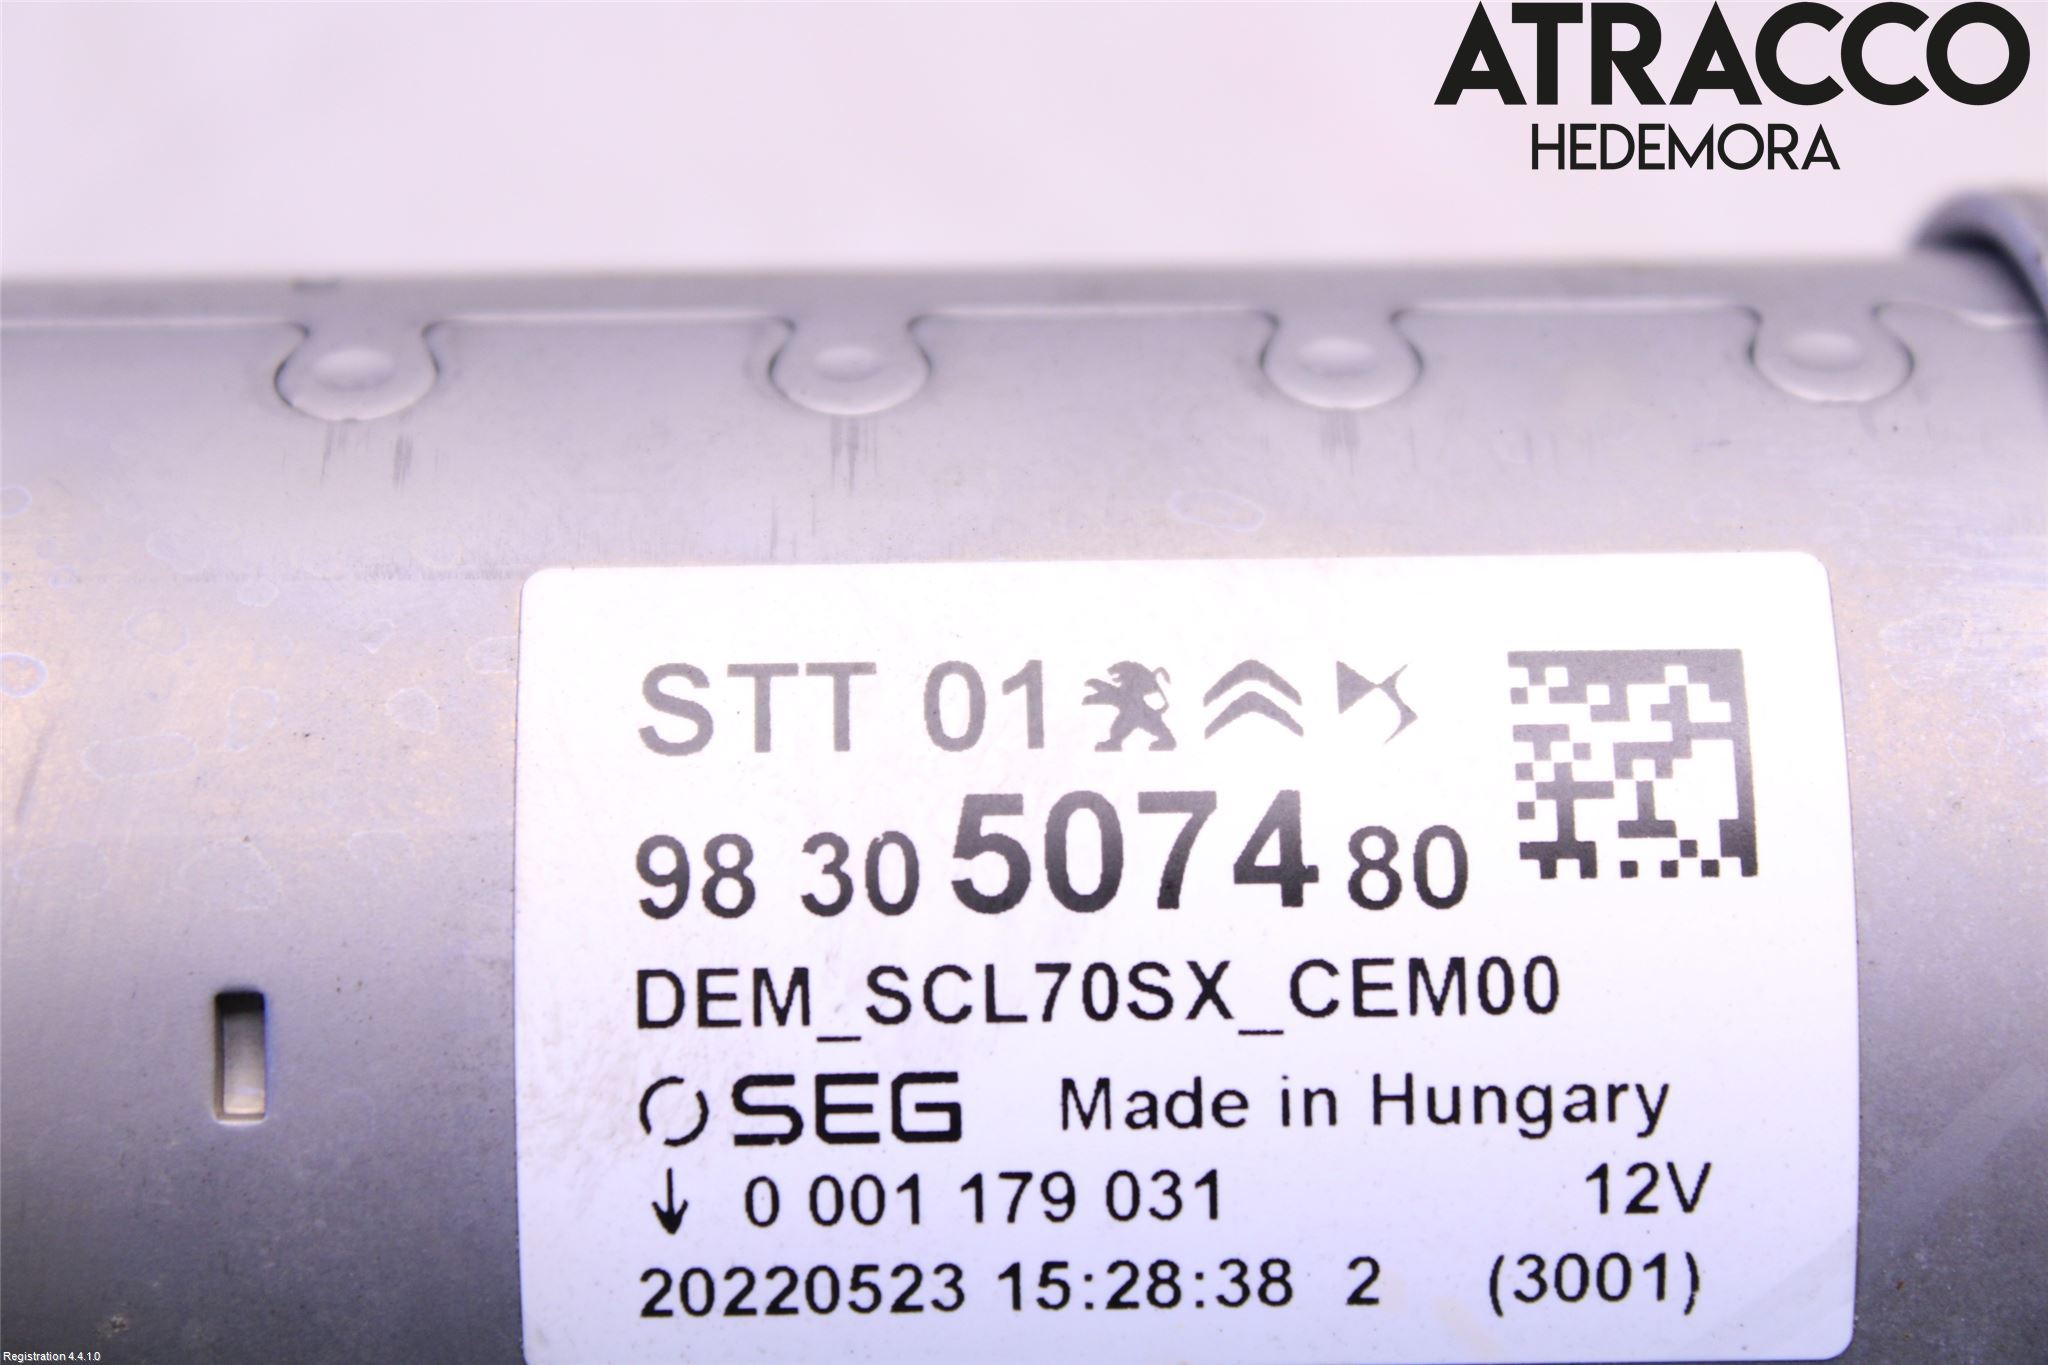 ATRACCO
HEDEMORA
STT 01
98 30 5074 80
DEM_SCL70SX_CEM00
SEG Made in Hungary
↓ 0 001 179 031 12V
20220523 15:28:38 2 (3001)
Registration 4.4.1.0